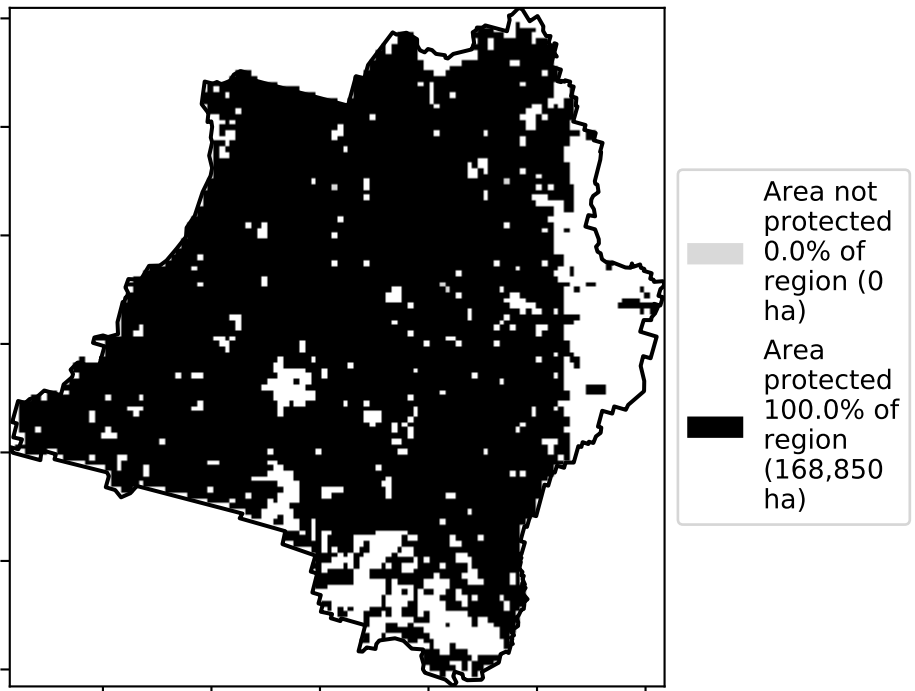 Area not
protected
0.0% of
region (0
ha)
Area
protected
100.0% of
region
(168,850
ha)